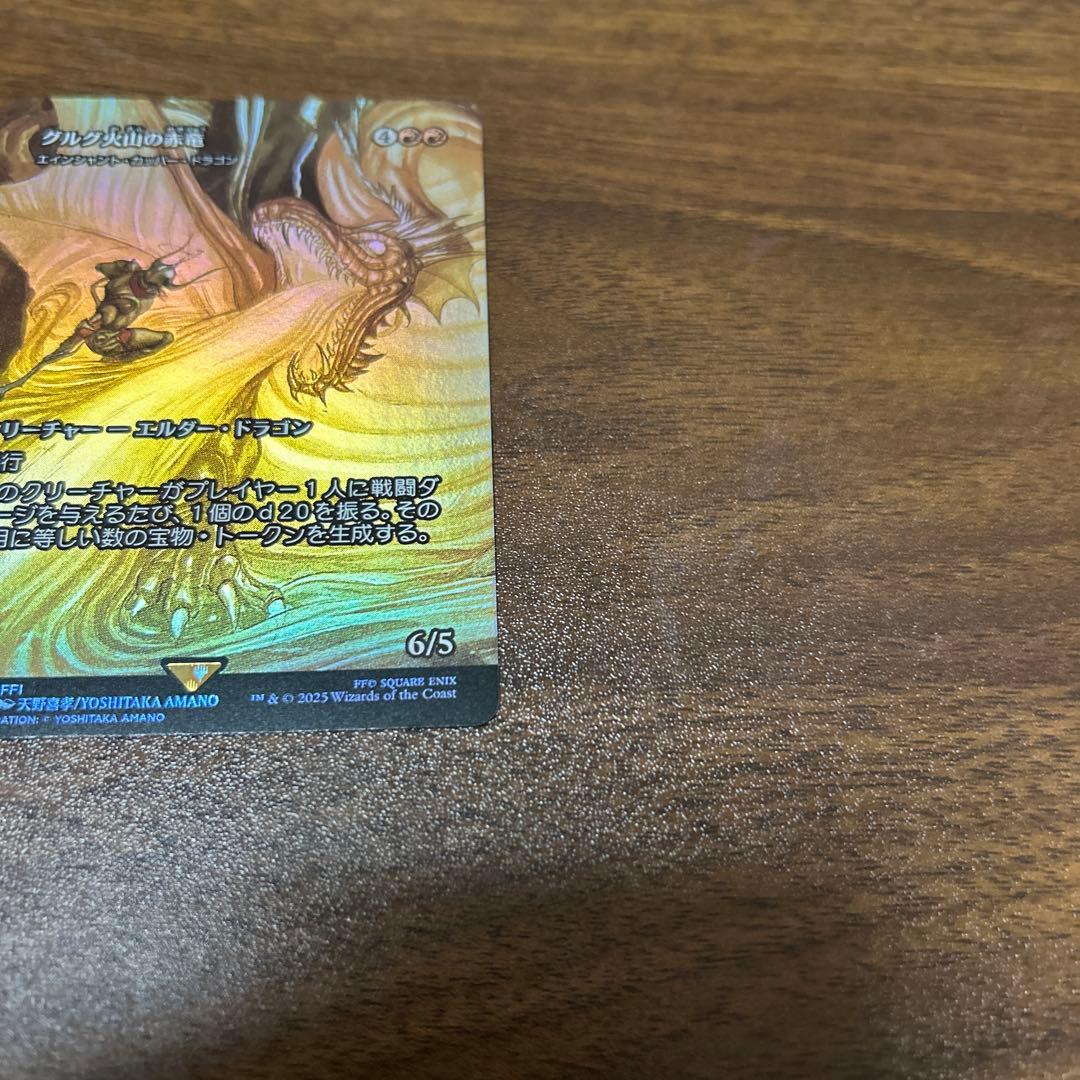 グルグ火山の赤竜
4
エインシャント・カッパー・ドラゴン
リーチャー ― エルダー・ドラゴン
行
のクリーチャーがプレイヤー１人に戦闘ダ
ージを与えるたび、１個のｄ20を振る。その
に等しい数の宝物・トークンを生成する。
6/5
FFI
天野喜孝/YOSHITAKA AMANO
RATION: © YOSHITAKA AMANO
FF© SQUARE ENIX
™ & © 2025 Wizards of the Coast